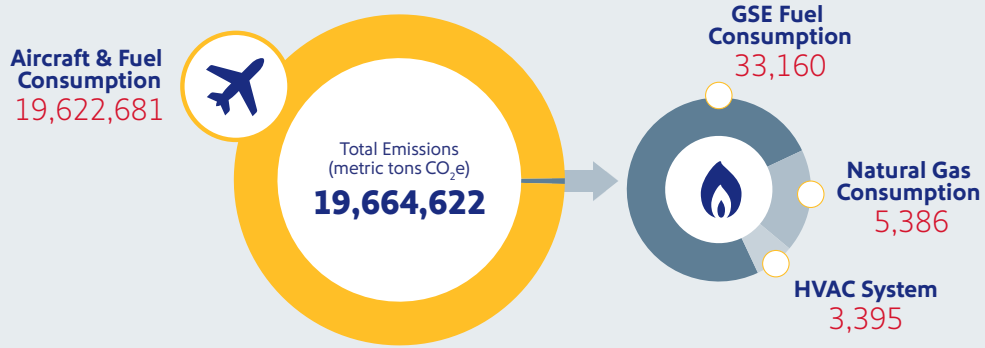 Aircraft & Fuel
Consumption
19,622,681
Total Emissions
(metric tons CO₂e)
19,664,622
GSE Fuel
Consumption
33,160
Natural Gas
Consumption
5,386
HVAC System
3,395